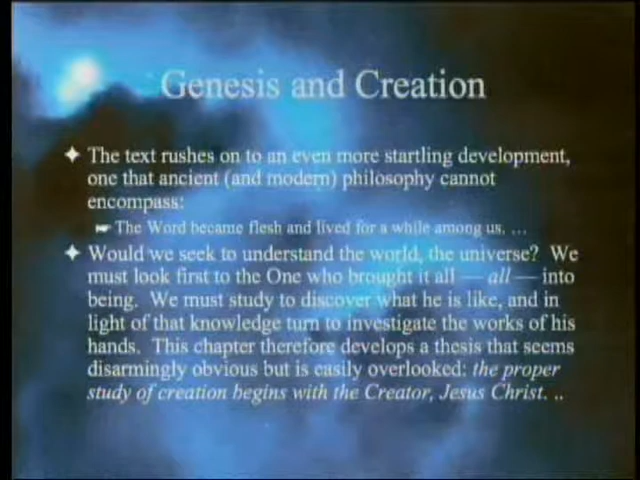 Genesis and Creation
The text rushes on to an even more startling development,
one that ancient (and modern) philosophy cannot
encompass:
The Word became flesh and lived for a while among us. …
Would we seek to understand the world, the universe? We
must look first to the One who brought it all — all — into
being. We must study to discover what he is like, and in
light of that knowledge turn to investigate the works of his
hands. This chapter therefore develops a thesis that seems
disarmingly obvious but is easily overlooked: the proper
study of creation begins with the Creator, Jesus Christ. ..